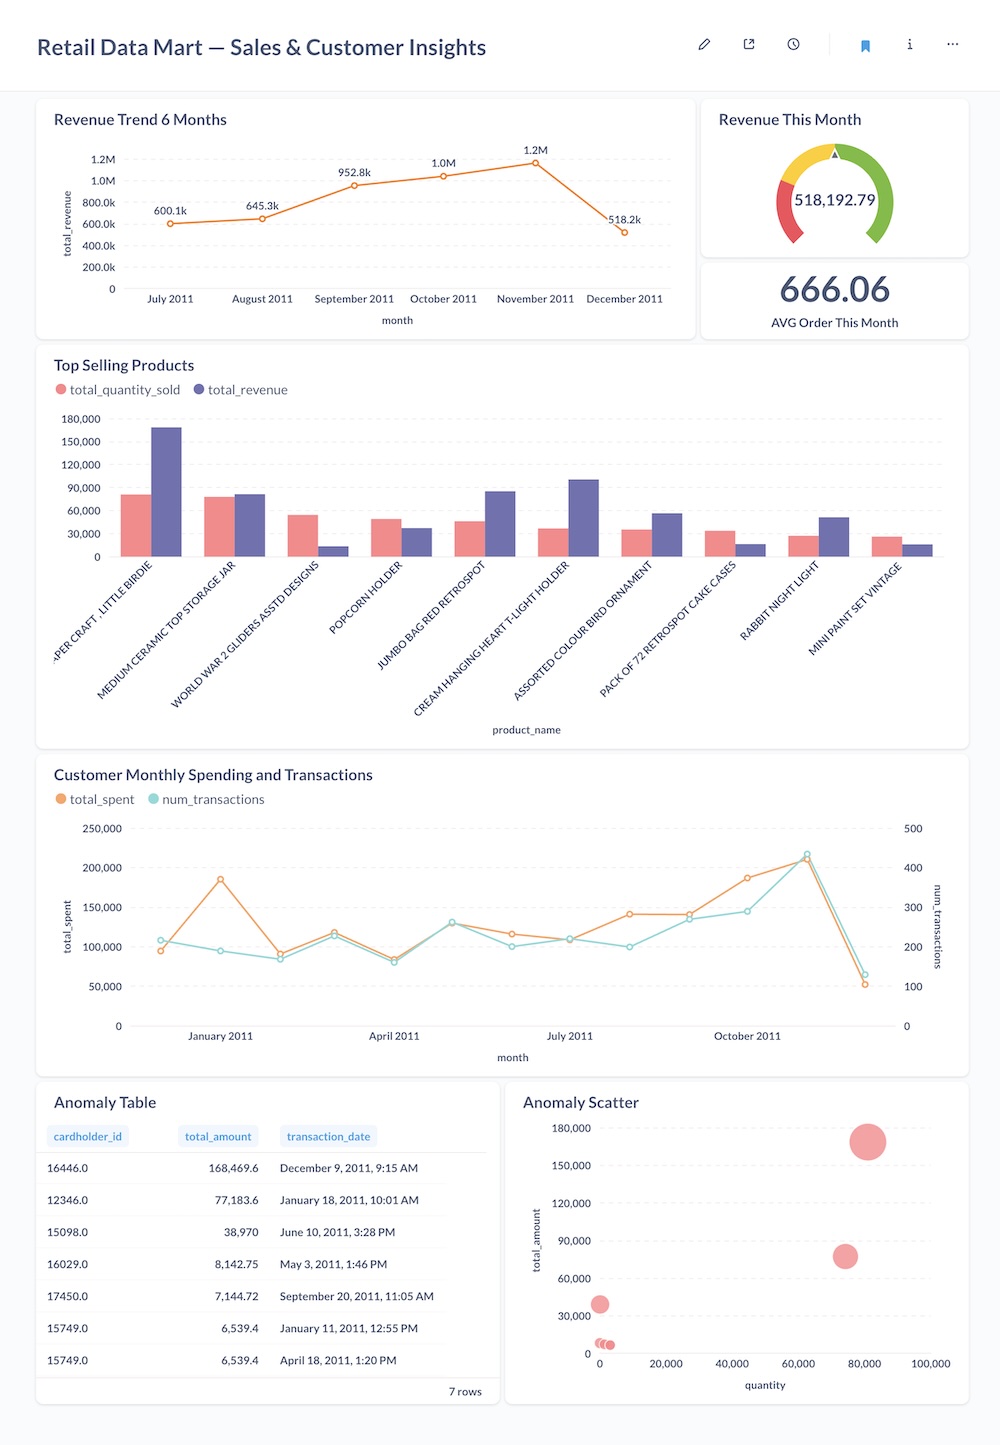 Retail Data Mart — Sales & Customer Insights
Revenue Trend 6 Months
total_revenue
1.2M
1.0M
800.0k
600.0k
400.0k
200.0k
0
600.1k
645.3k
952.8k
1.0M
1.2M
518.2k
July 2011
August 2011
September 2011
October 2011
November 2011
December 2011
month
Revenue This Month
518,192.79
666.06
AVG Order This Month
Top Selling Products
total_quantity_sold
total_revenue
180,000
150,000
120,000
90,000
60,000
30,000
0
PER CRAFT , LITTLE BIRDIE
MEDIUM CERAMIC TOP STORAGE JAR
WORLD WAR 2 GLIDERS ASSTD DESIGNS
POPCORN HOLDER
JUMBO BAG RED RETROSPOT
CREAM HANGING HEART T-LIGHT HOLDER
ASSORTED COLOUR BIRD ORNAMENT
PACK OF 72 RETROSPOT CAKE CASES
RABBIT NIGHT LIGHT
MINI PAINT SET VINTAGE
product_name
Customer Monthly Spending and Transactions
total_spent
num_transactions
total_spent
250,000
200,000
150,000
100,000
50,000
0
500
400
300
200
100
0
num_transactions
January 2011
April 2011
July 2011
October 2011
month
Anomaly Table
cardholder_id total_amount transaction_date
16446.0 168,469.6 December 9, 2011, 9:15 AM
12346.0 77,183.6 January 18, 2011, 10:01 AM
15098.0 38,970 June 10, 2011, 3:28 PM
16029.0 8,142.75 May 3, 2011, 1:46 PM
17450.0 7,144.72 September 20, 2011, 11:05 AM
15749.0 6,539.4 January 11, 2011, 12:55 PM
15749.0 6,539.4 April 18, 2011, 1:20 PM
7 rows
Anomaly Scatter
total_amount
180,000
150,000
120,000
90,000
60,000
30,000
0
0
20,000
40,000
60,000
80,000
100,000
quantity